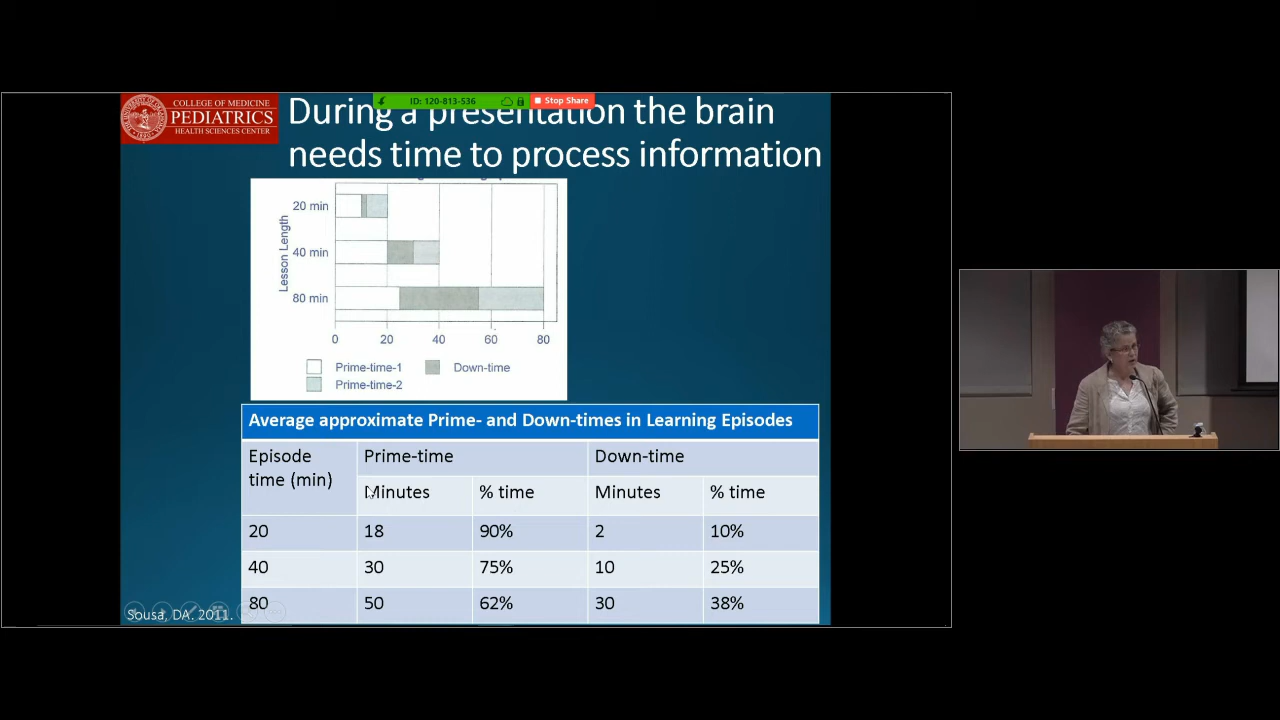 COLLEGE OF MEDICINE
PEDIATRICS
HEALTH SCIENCES CENTER
ID: 120-813-536
Stop Share
During a presentation the brain
needs time to process information
Lesson Length
20 min
40 min
80 min
0 20 40 60 80
Prime-time-1
Down-time
Prime-time-2
Average approximate Prime- and Down-times in Learning Episodes
Episode time (min) Prime-time Down-time
Minutes % time Minutes % time
20 18 90% 2 10%
40 30 75% 10 25%
80 50 62% 30 38%
Sousa, DA. 2011.